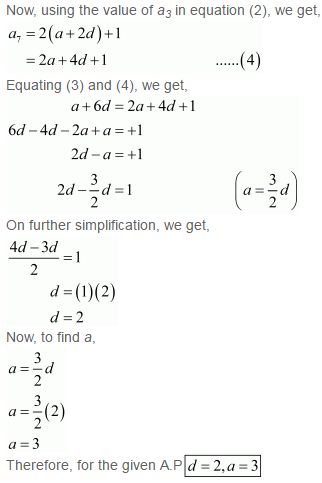 Now, using the value of a₃ in equation (2), we get,
a₇ = 2(a+2d)+1
= 2a+4d+1 ......(4)
Equating (3) and (4), we get,
a+6d = 2a+4d+1
6d−4d−2a+a = +1
2d−a = +1
2d−3/2d = 1 (a = 3/2d)
On further simplification, we get,
(4d−3d)/2 = 1
d = (1)(2)
d = 2
Now, to find a,
a = 3/2d
a = 3/2(2)
a = 3
Therefore, for the given A.P d = 2, a = 3